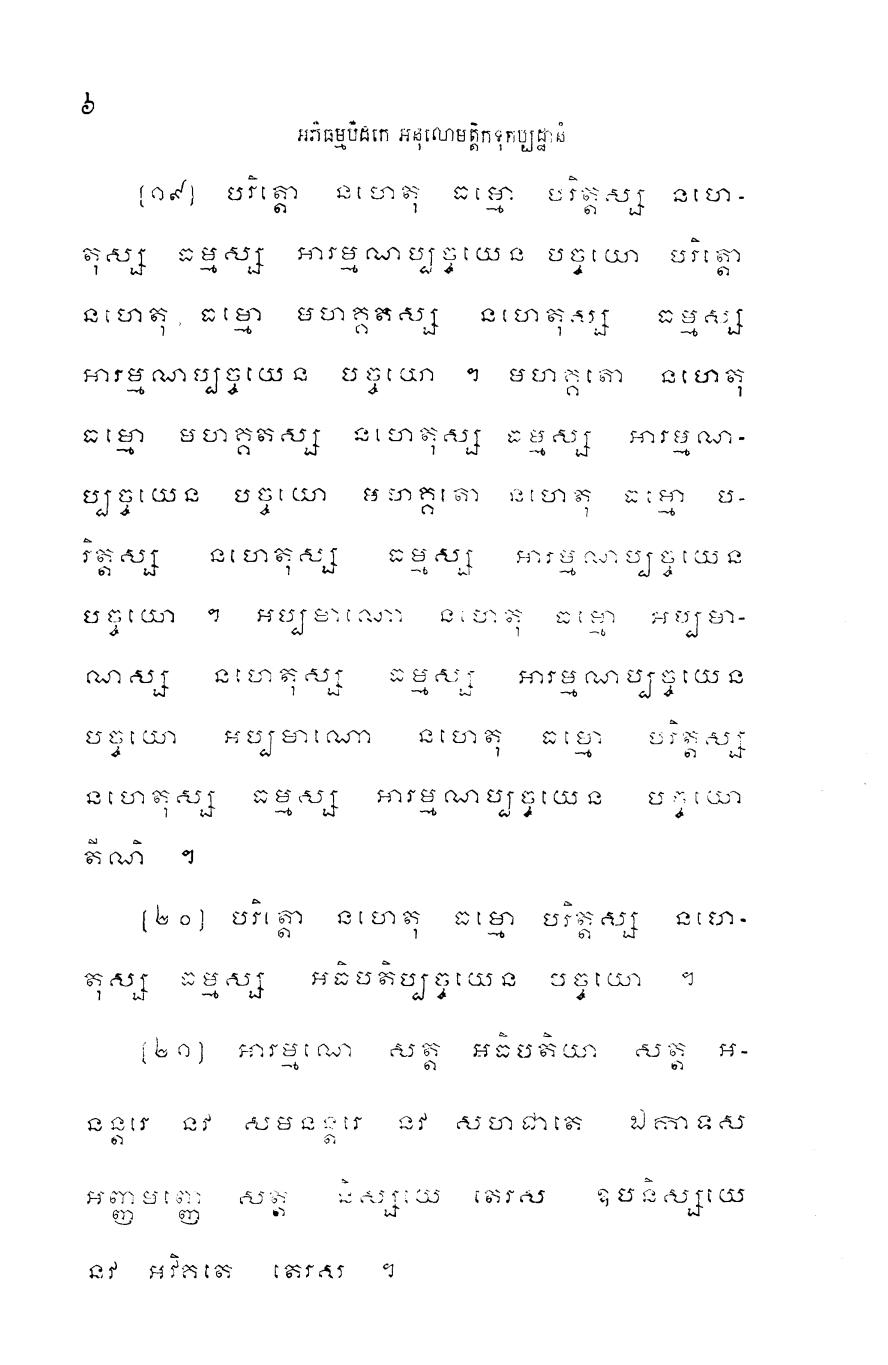 ៦
អភិធម្មបិដកេ អនុលោមត្តិកទុកប្បដ្ឋានំ
[១៩] បរិត្តោ នហេតុ ធម្មោ បរិត្តស្ស នហេ-
តុស្ស ធម្មស្ស អារម្មណប្បច្ចយេន បច្ចយោ បរិត្តោ
នហេតុ ធម្មោ មហគ្គតស្ស នហេតុស្ស ធម្មស្ស
អារម្មណប្បច្ចយេន បច្ចយោ ។ មហគ្គតោ នហេតុ
ធម្មោ មហគ្គតស្ស នហេតុស្ស ធម្មស្ស អារម្មណ-
ប្បច្ចយេន បច្ចយោ មហគ្គតោ នហេតុ ធម្មោ ប-
រិត្តស្ស នហេតុស្ស ធម្មស្ស អារម្មណប្បច្ចយេន
បច្ចយោ ។ អប្បមាណោ នហេតុ ធម្មោ អប្បមា-
ណស្ស នហេតុស្ស ធម្មស្ស អារម្មណប្បច្ចយេន
បច្ចយោ អប្បមាណោ នហេតុ ធម្មោ បរិត្តស្ស
នហេតុស្ស ធម្មស្ស អារម្មណប្បច្ចយេន បច្ចយោ
តីណិ ។
[២០] បរិត្តោ នហេតុ ធម្មោ បរិត្តស្ស នហេ-
តុស្ស ធម្មស្ស អធិបតិប្បច្ចយេន បច្ចយោ ។
[២១] អារម្មណេ សត្ត អធិបតិយា សត្ត អ-
នន្តរេ នវ សមនន្តរេ នវ សហជាតេ ឯកាទស
អញ្ញមញ្ញេ សត្ត និស្សយេ តេរស ឧបនិស្សយេ
នវ អវិគតេ តេរស ។